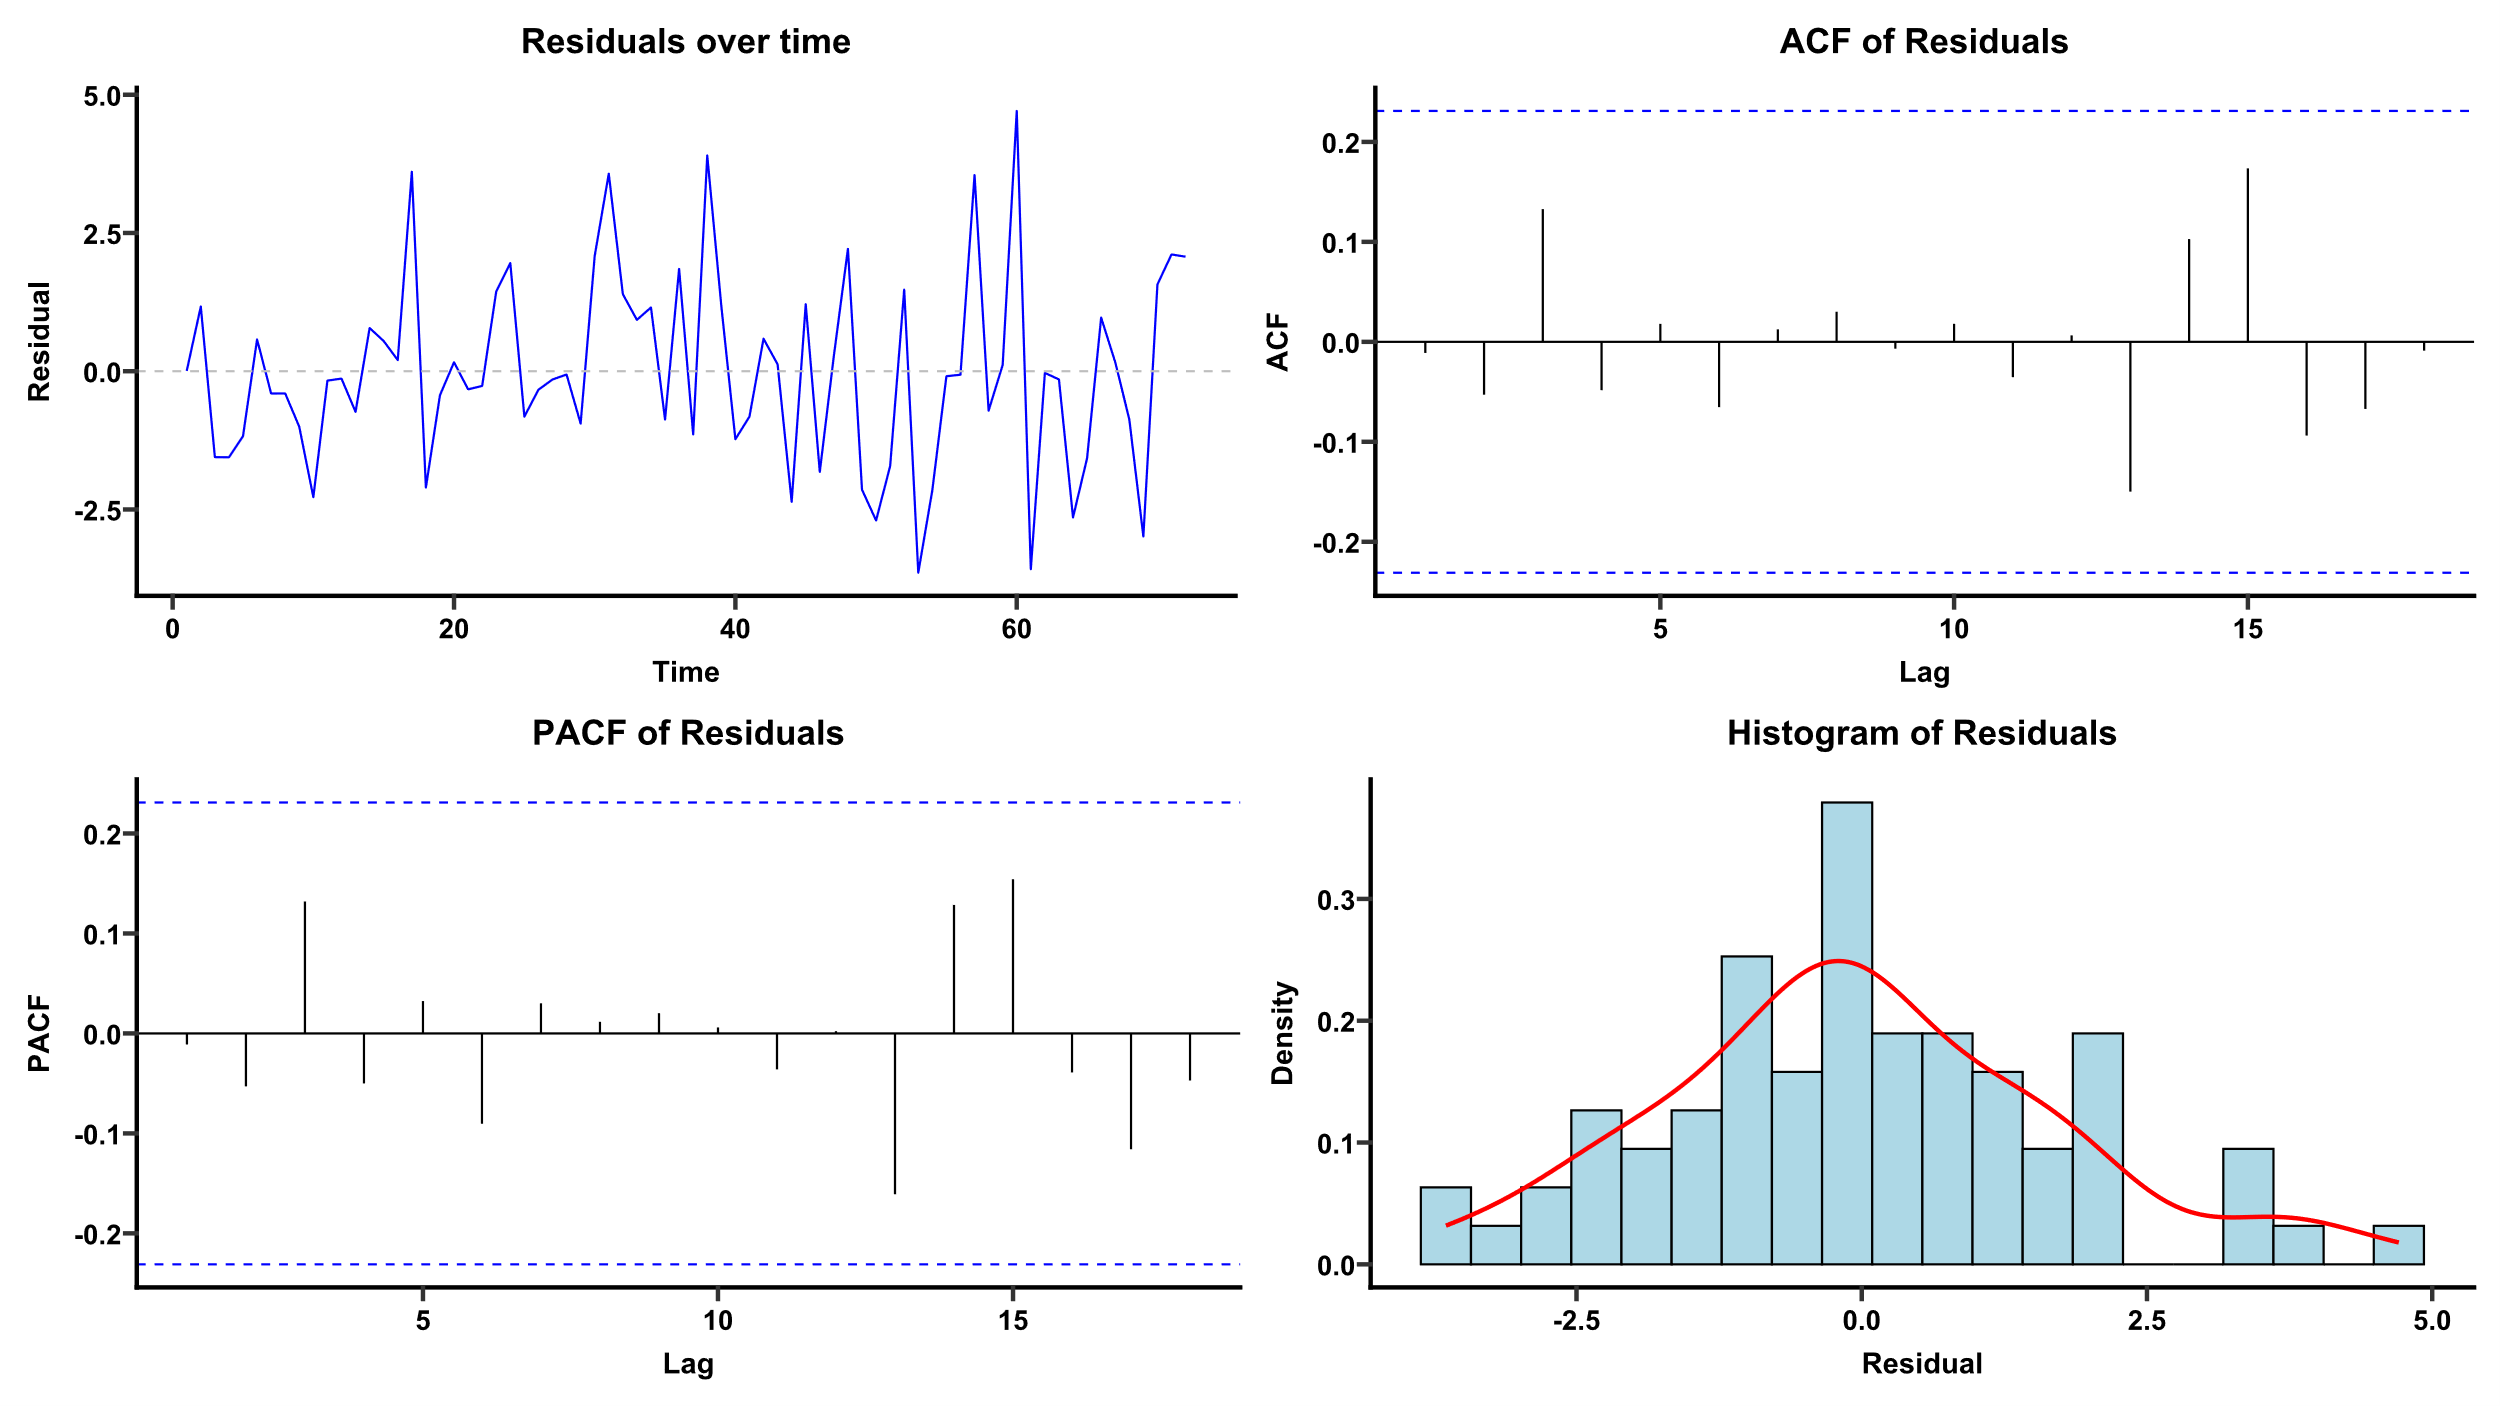 Residuals over time
5.0
2.5
0.0
-2.5
Residual
0 20 40 60
Time
ACF of Residuals
0.2
0.1
0.0
-0.1
-0.2
ACF
5 10 15
Lag
PACF of Residuals
0.2
0.1
0.0
-0.1
-0.2
PACF
5 10 15
Lag
Histogram of Residuals
0.3
0.2
0.1
0.0
Density
-2.5 0.0 2.5 5.0
Residual